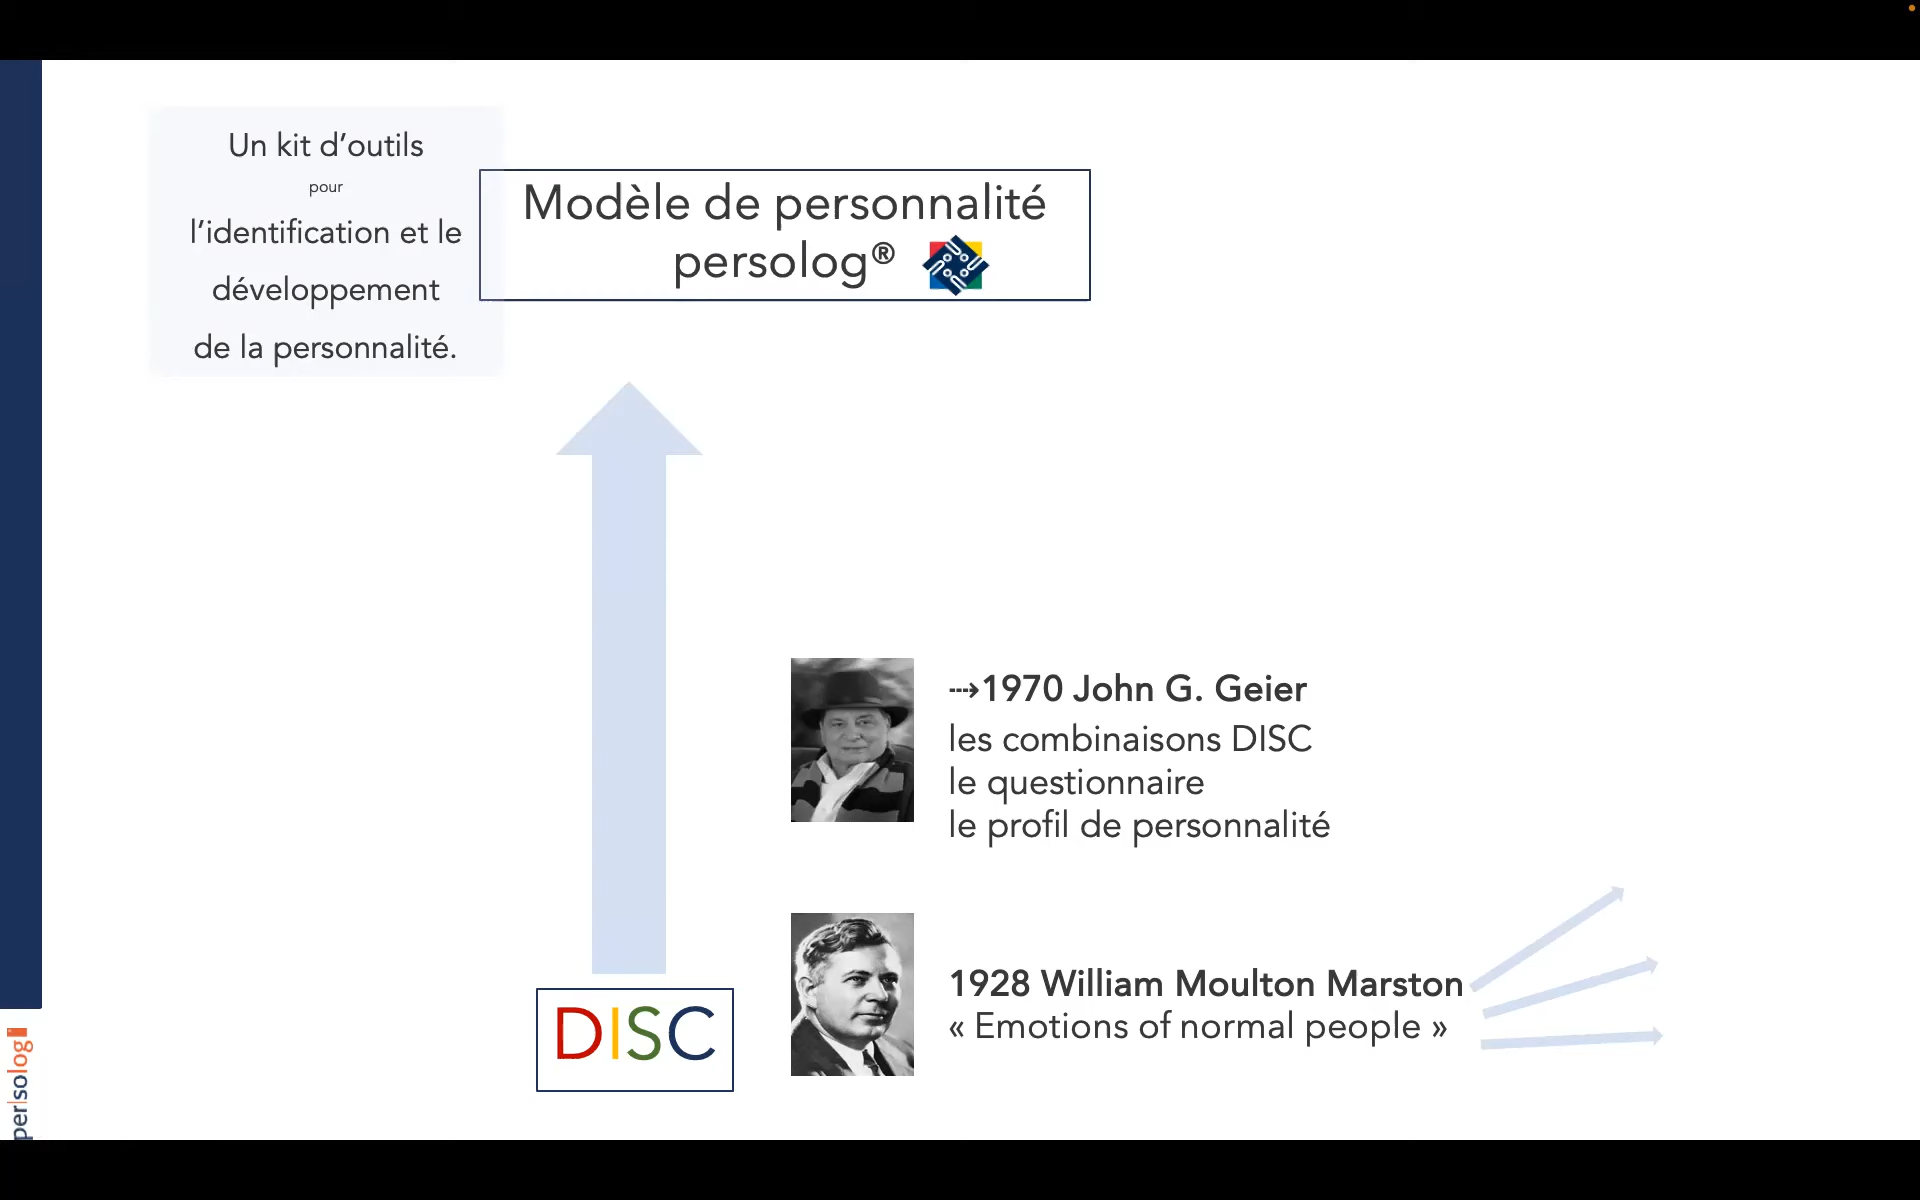 Un kit d’outils
pour
l’identification et le
développement
de la personnalité.
Modèle de personnalité
persolog®
⤑1970 John G. Geier
les combinaisons DISC
le questionnaire
le profil de personnalité
1928 William Moulton Marston
« Emotions of normal people »
DISC
persolog